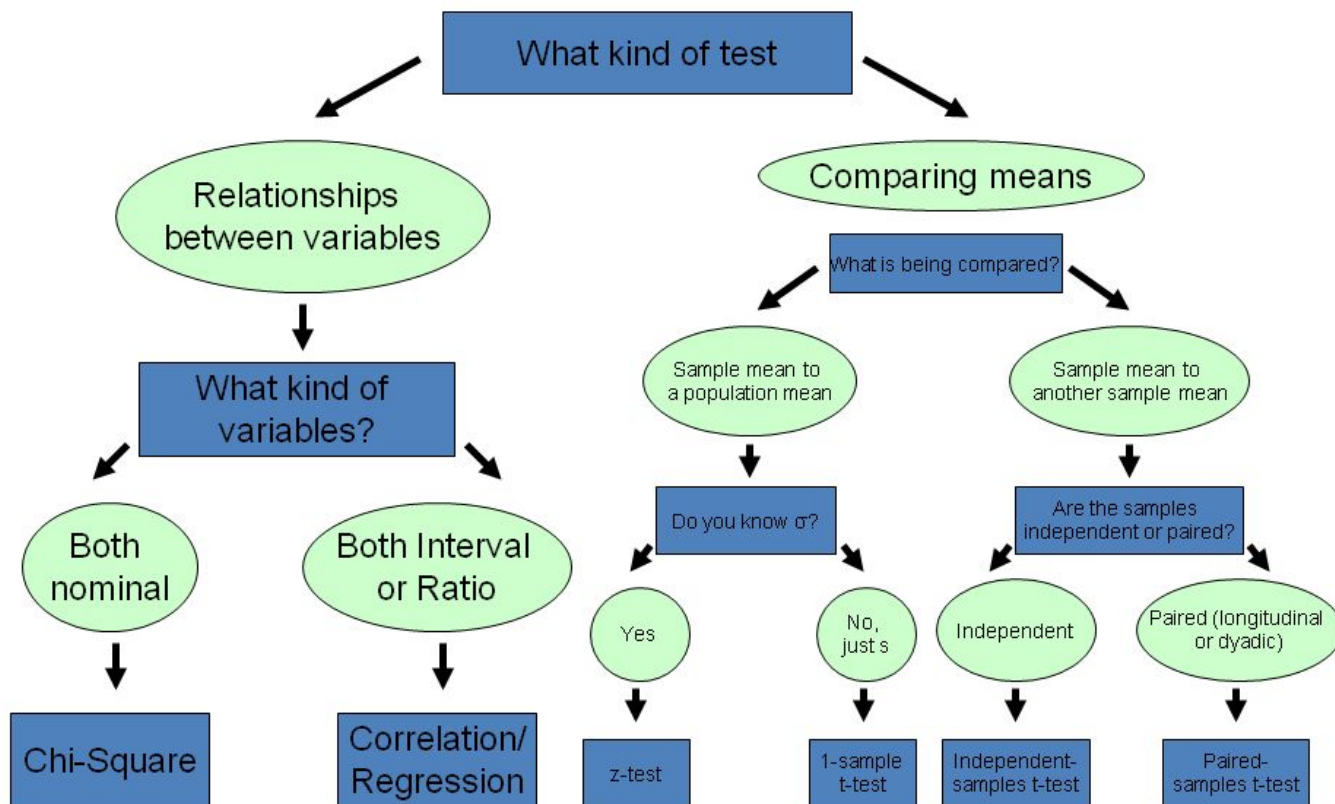 What kind of test
Relationships
between variables
Comparing means
What is being compared?
What kind of
variables?
Sample mean to
a population mean
Sample mean to
another sample mean
Both
nominal
Both Interval
or Ratio
Do you know σ?
Are the samples
independent or paired?
Yes
No,
just s
Independent
Paired (longitudinal
or dyadic)
Chi-Square
Correlation/
Regression
z-test
1-sample
t-test
Independent-
samples t-test
Paired-
samples t-test